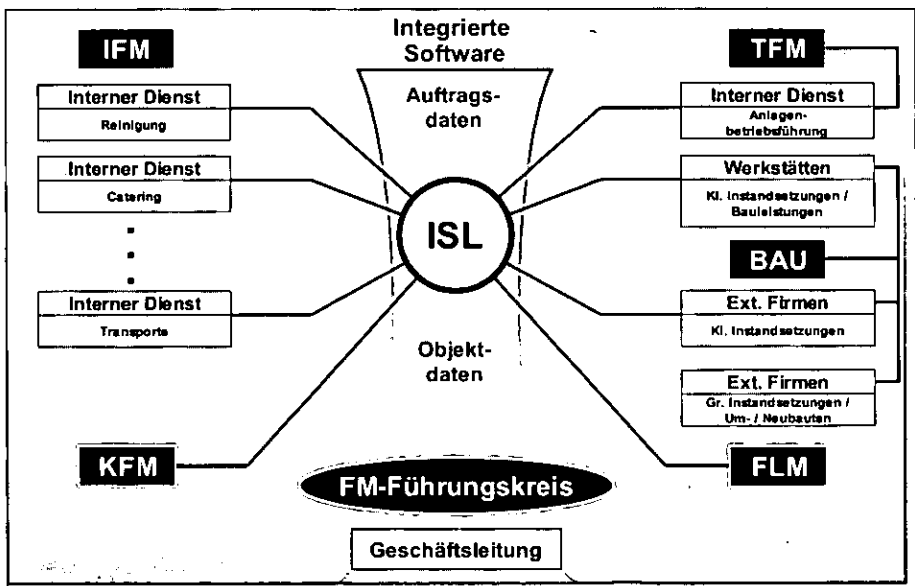 IFM
Interner Dienst
Reinigung
Interner Dienst
Catering
Interner Dienst
Transporte
KFM
Integrierte
Software
Auftrags-
daten
ISL
Objekt-
daten
FM-Führungskreis
Geschäftsleitung
TFM
Interner Dienst
Anlagen-
betriebsführung
Werkstätten
Kl. Instandsetzungen /
Bauleistungen
BAU
Ext. Firmen
Kl. Instandsetzungen
Ext. Firmen
Gr. Instandsetzungen /
Um- / Neubauten
FLM